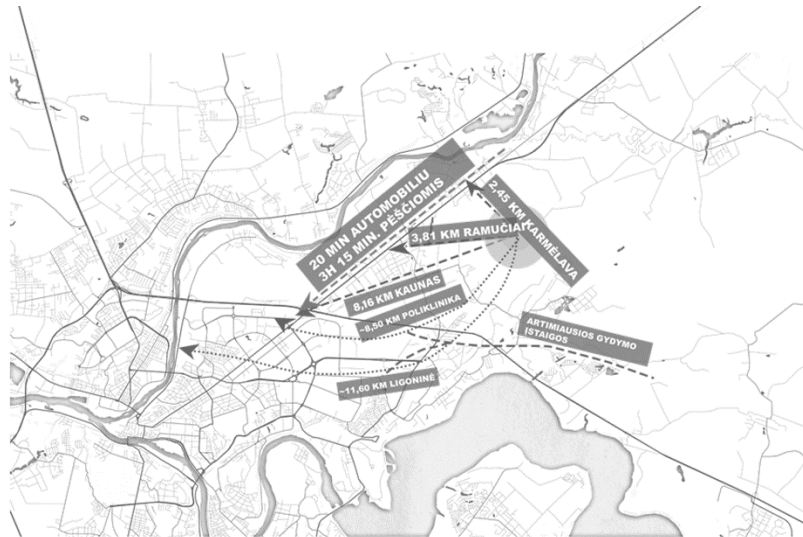 20 MIN AUTOMOBILIU
3H 15 MIN. PĖSČIOMIS
2,45 KM KARMĖLAVA
3,81 KM RAMUČIAI
8,16 KM KAUNAS
~8,50 KM POLIKLINIKA
ARTIMIAUSIOS GYDYMO
ĮSTAIGOS
~11,60 KM LIGONINĖ